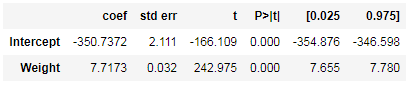 coef std err t P>|t| [0.025 0.975]
Intercept -350.7372 2.111 -166.109 0.000 -354.876 -346.598
Weight 7.7173 0.032 242.975 0.000 7.655 7.780